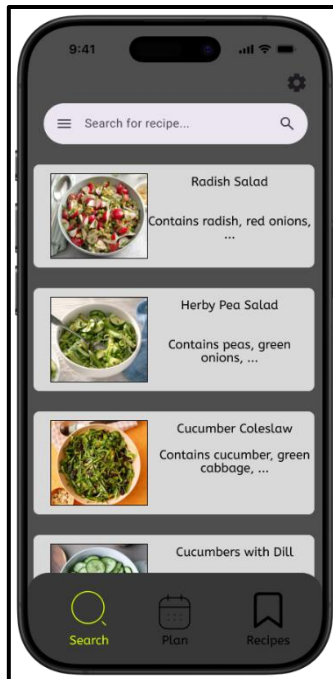 9:41
Search for recipe...
Radish Salad
Contains radish, red onions,
...
Herby Pea Salad
Contains peas, green
onions, ...
Cucumber Coleslaw
Contains cucumber, green
cabbage, ...
Cucumbers with Dill
Search
Plan
Recipes